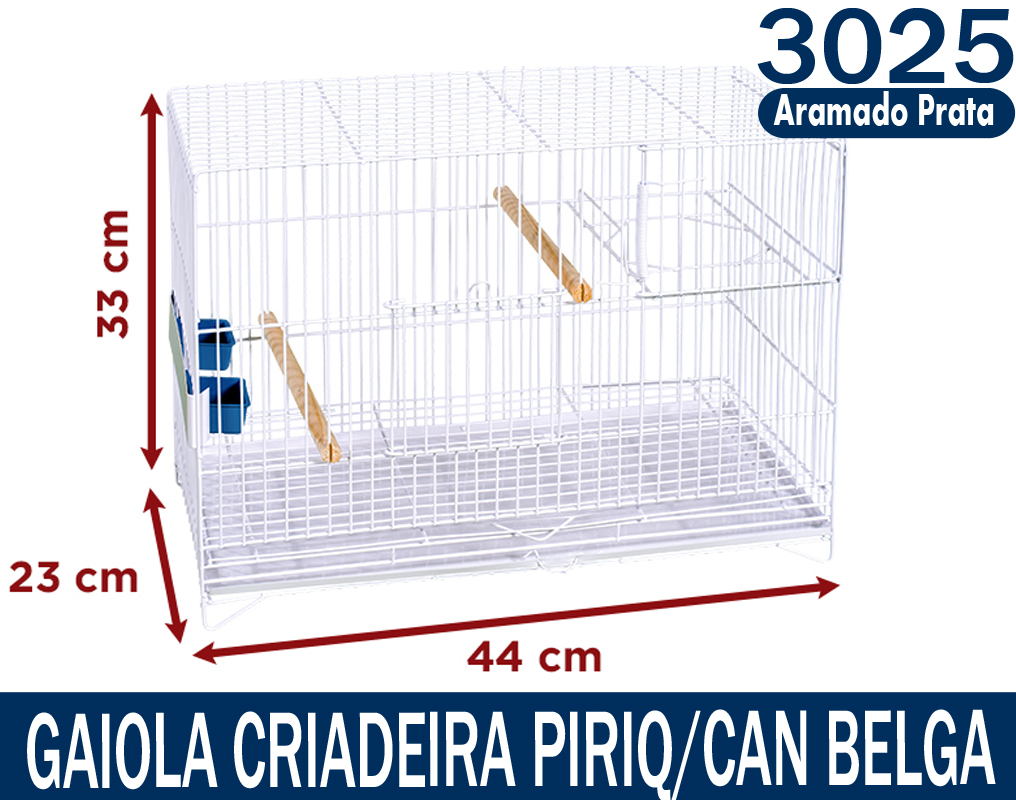 3025
Aramado Prata
33 cm
23 cm
44 cm
GAIOLA CRIADEIRA PIRIQ/CAN BELGA